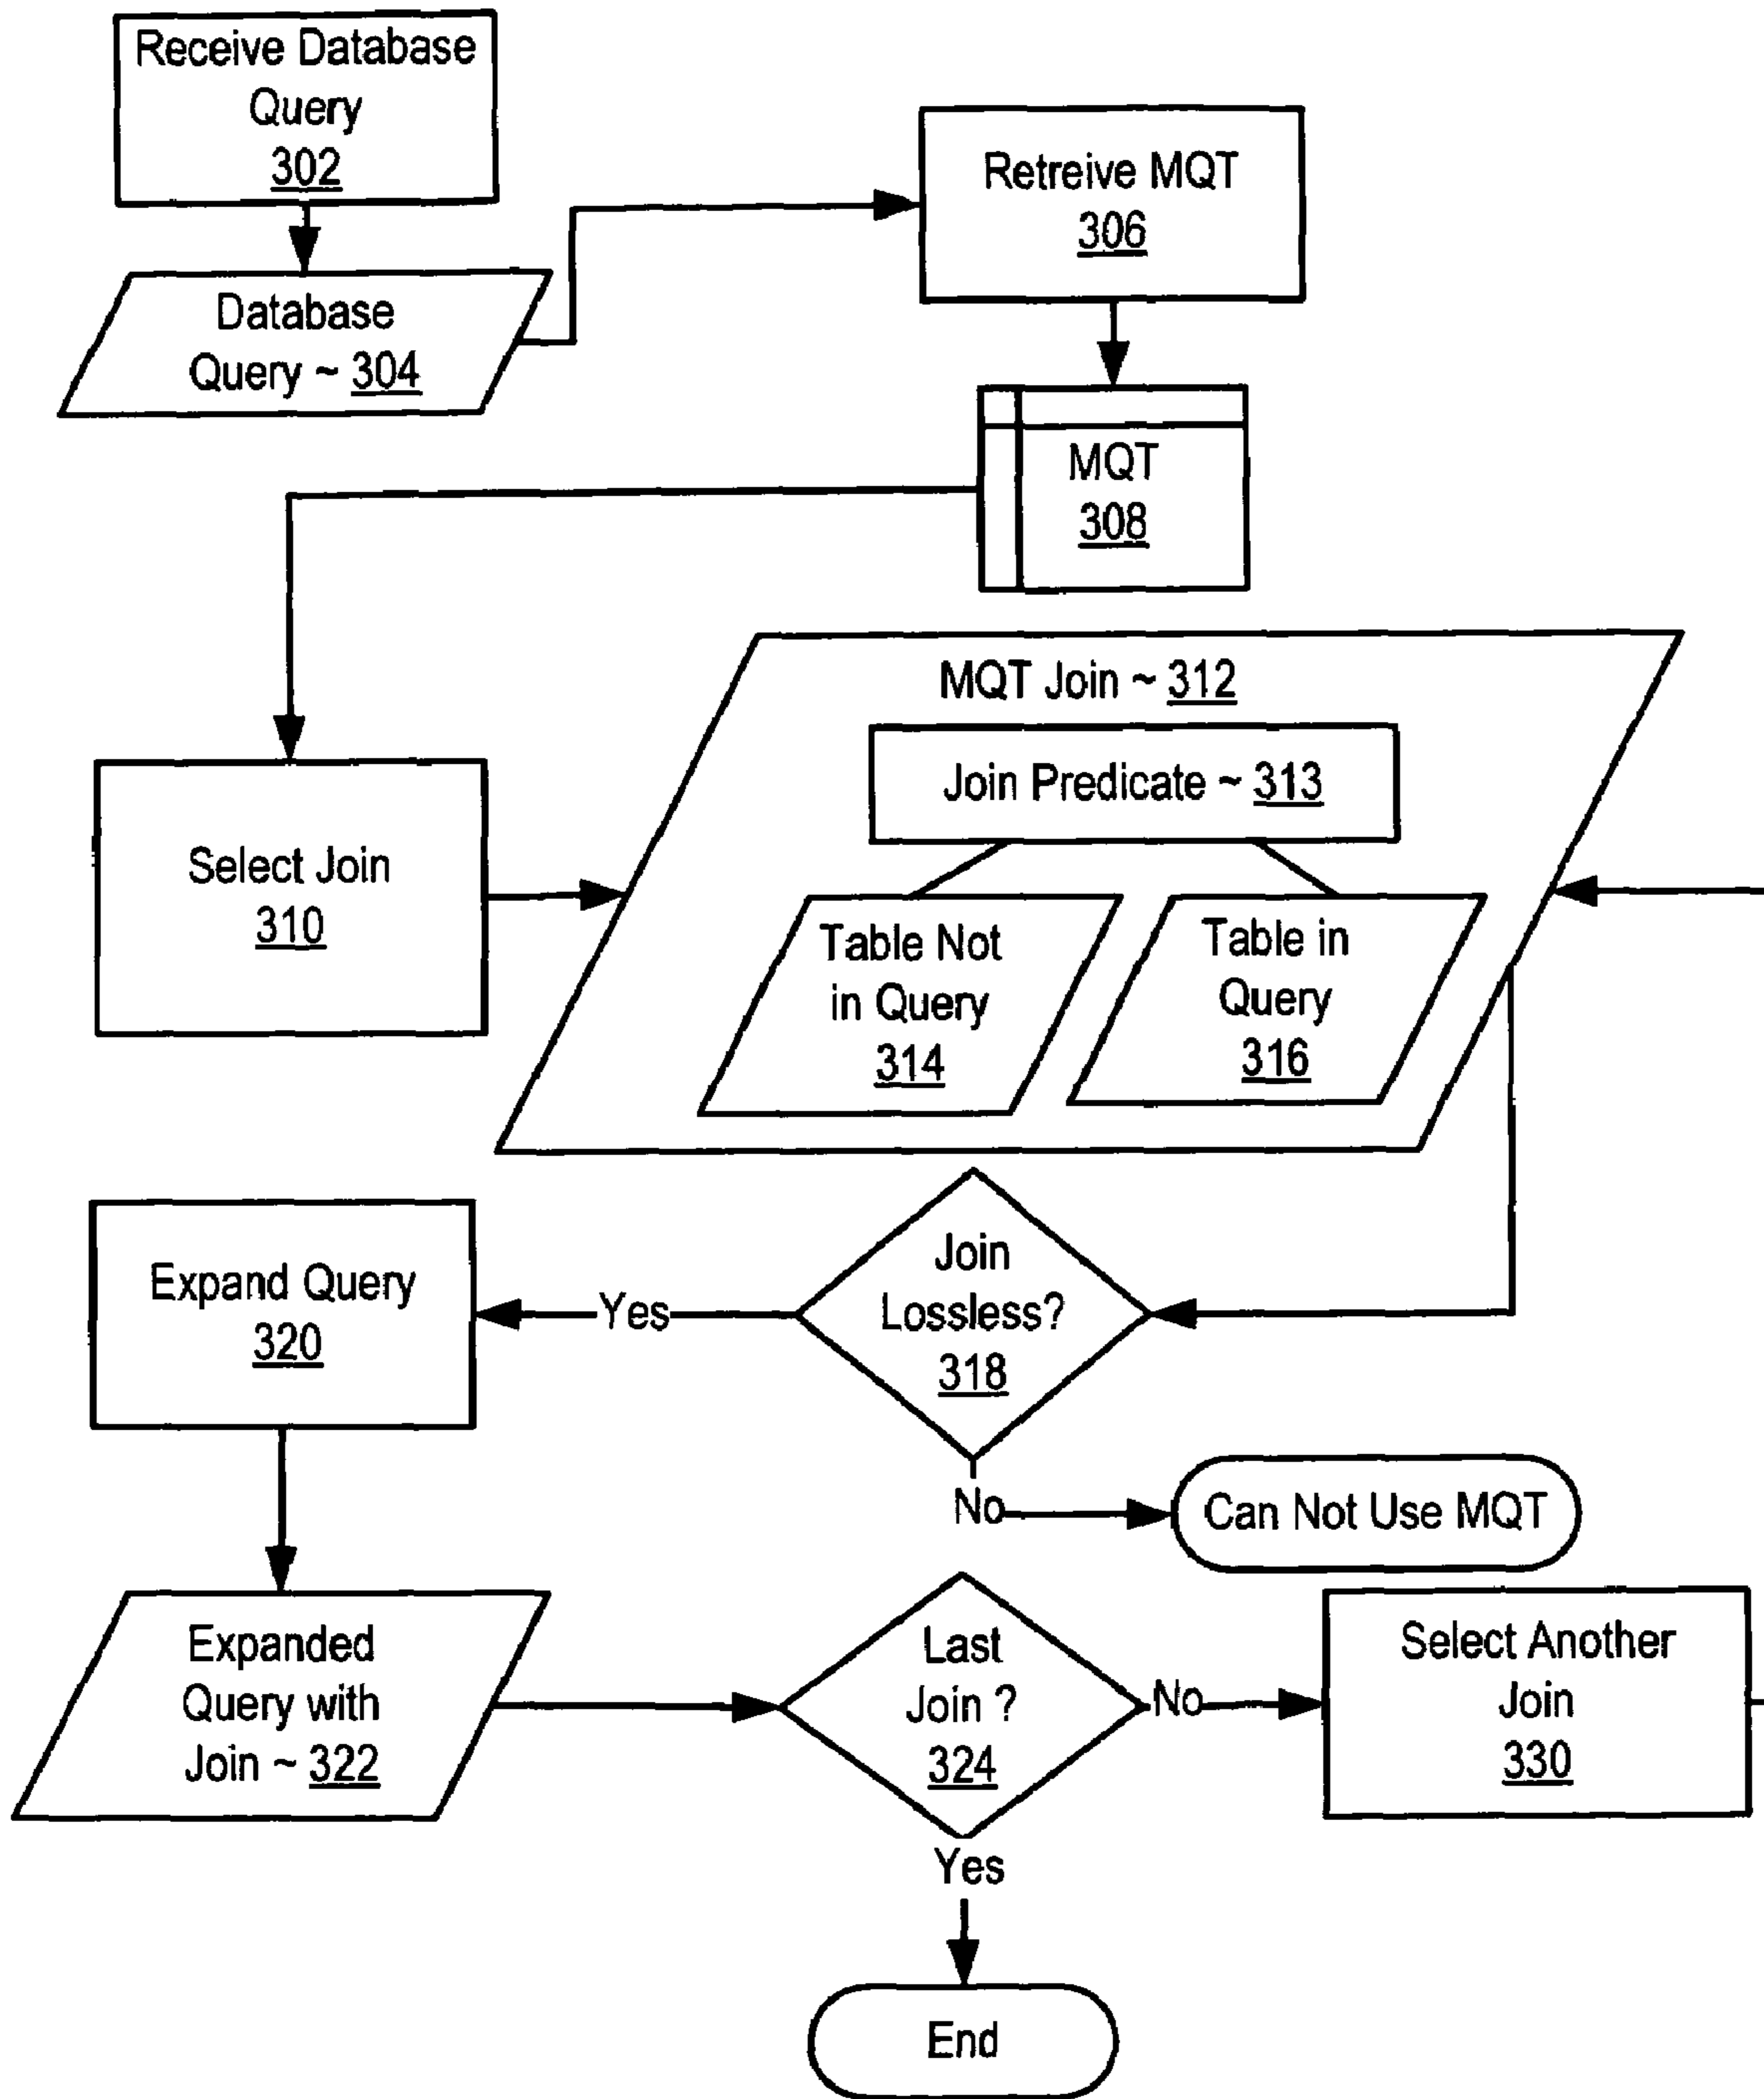 Receive Database
Query
302
Database
Query ~ 304
Retreive MQT
306
MQT
308
Select Join
310
MQT Join ~ 312
Join Predicate ~ 313
Table Not
in Query
314
Table in
Query
316
Join
Lossless?
318
Yes
No
Expand Query
320
Can Not Use MQT
Expanded
Query with
Join ~ 322
Last
Join ?
324
No
Yes
Select Another
Join
330
End